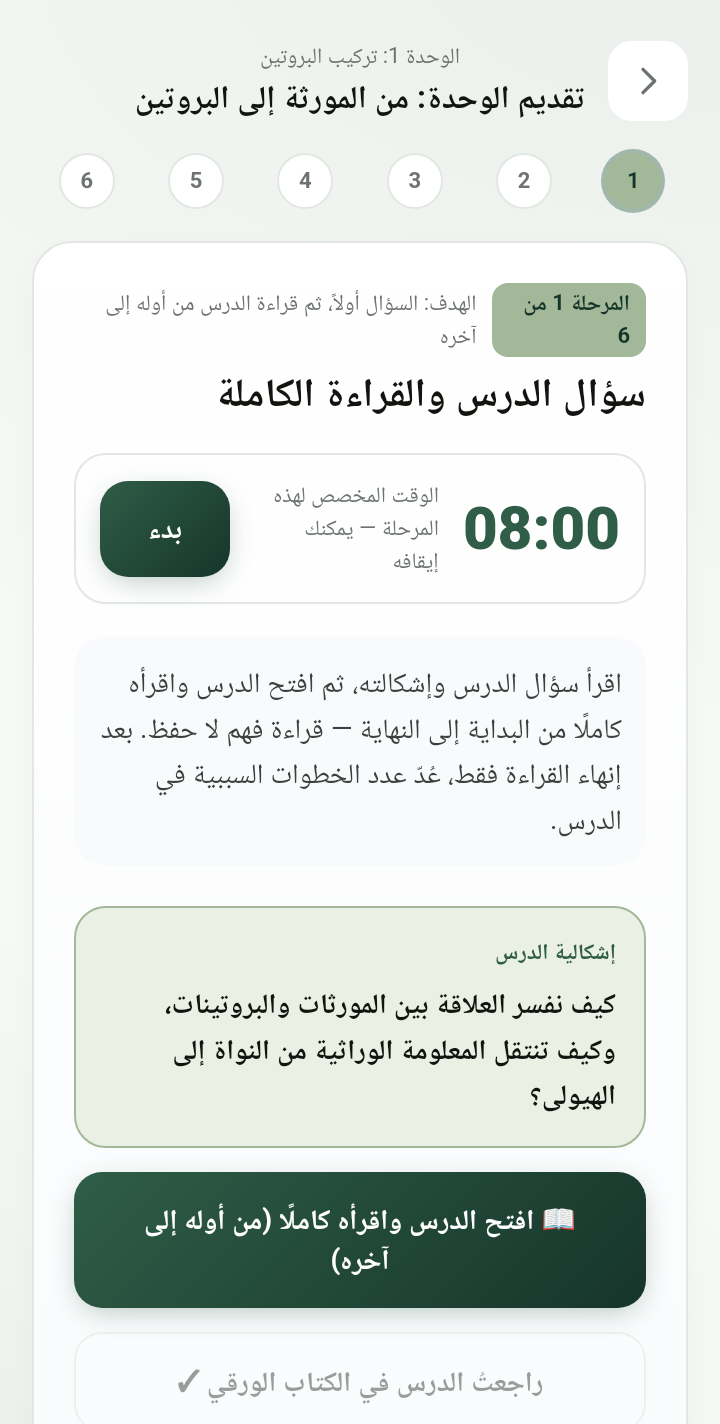 الوحدة 1: تركيب البروتين
تقديم الوحدة: من المورثة إلى البروتين
1 2 3 4 5 6
المرحلة 1 من
6
الهدف: السؤال أولاً، ثم قراءة الدرس من أوله إلى
آخره
سؤال الدرس والقراءة الكاملة
08:00
الوقت المخصص لهذه
المرحلة — يمكنك
إيقافه
بدء
اقرأ سؤال الدرس وإشكالته، ثم افتح الدرس واقرأه
كاملًا من البداية إلى النهاية — قراءة فهم لا حفظ. بعد
إنهاء القراءة فقط، عُدّ عدد الخطوات السببية في
الدرس.
إشكالية الدرس
كيف نفسر العلاقة بين المورثات والبروتينات،
وكيف تنتقل المعلومة الوراثية من النواة إلى
الهيولى؟
📖 افتح الدرس واقرأه كاملًا (من أوله إلى
آخره)
راجعتُ الدرس في الكتاب الورقي ✓